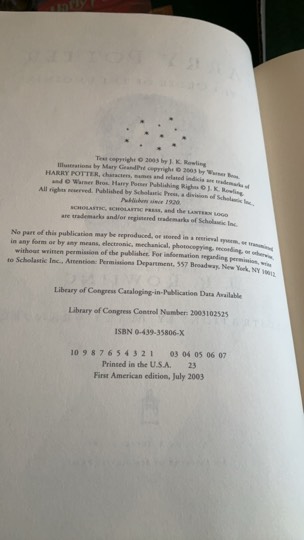 Text copyright © 2003 by J. K. Rowling
Illustrations by Mary GrandPré copyright © 2003 by Warner Bros.
HARRY POTTER, characters, names and related indicia are trademarks of
and © Warner Bros. Harry Potter Publishing Rights © J. K. Rowling.
All rights reserved. Published by Scholastic Press, a division of Scholastic Inc.,
Publishers since 1920.
SCHOLASTIC, SCHOLASTIC PRESS, and the LANTERN LOGO
are trademarks and/or registered trademarks of Scholastic Inc.
No part of this publication may be reproduced, or stored in a retrieval system, or transmitted
in any form or by any means, electronic, mechanical, photocopying, recording, or otherwise,
without written permission of the publisher. For information regarding permission, write
to Scholastic Inc., Attention: Permissions Department, 557 Broadway, New York, NY 10012.
Library of Congress Cataloging-in-Publication Data Available
Library of Congress Control Number: 2003102525
ISBN 0-439-35806-X
10 9 8 7 6 5 4 3 2 1 03 04 05 06 07
Printed in the U.S.A. 23
First American edition, July 2003